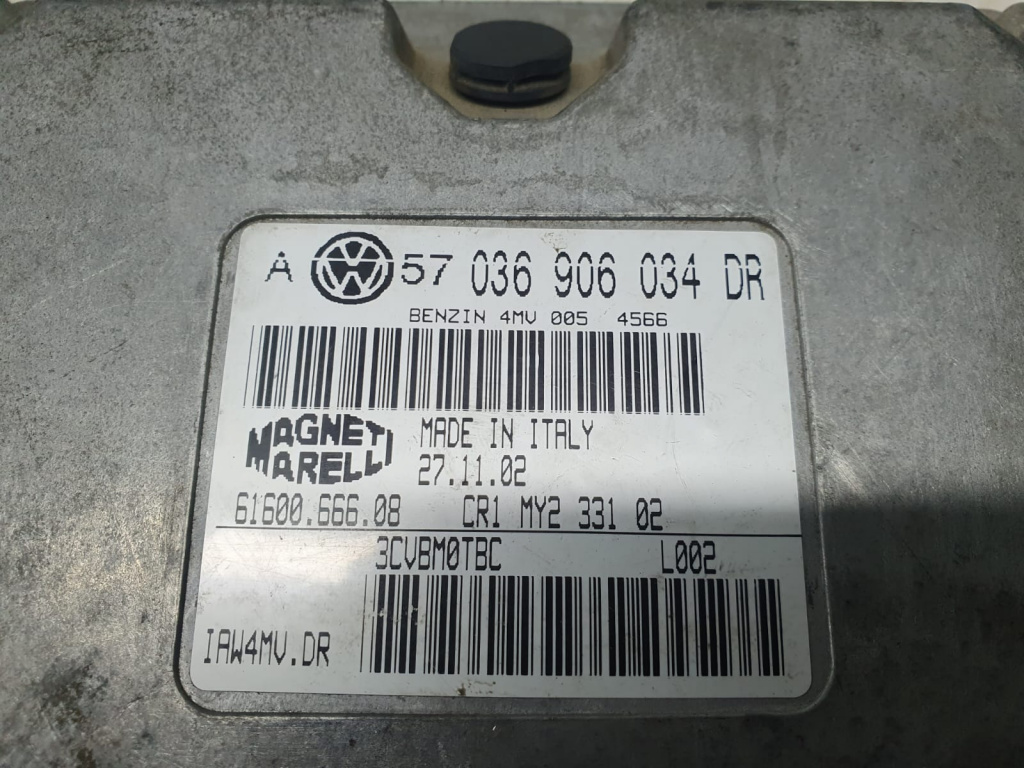 A VW 57 036 906 034 DR
BENZIN 4MV 005 4566
MAGNETI MARELLI
MADE IN ITALY
27.11.02
61600.666.08 CR1 MY2 331 02
3CVBM0TBC L002
IAW4MV.DR